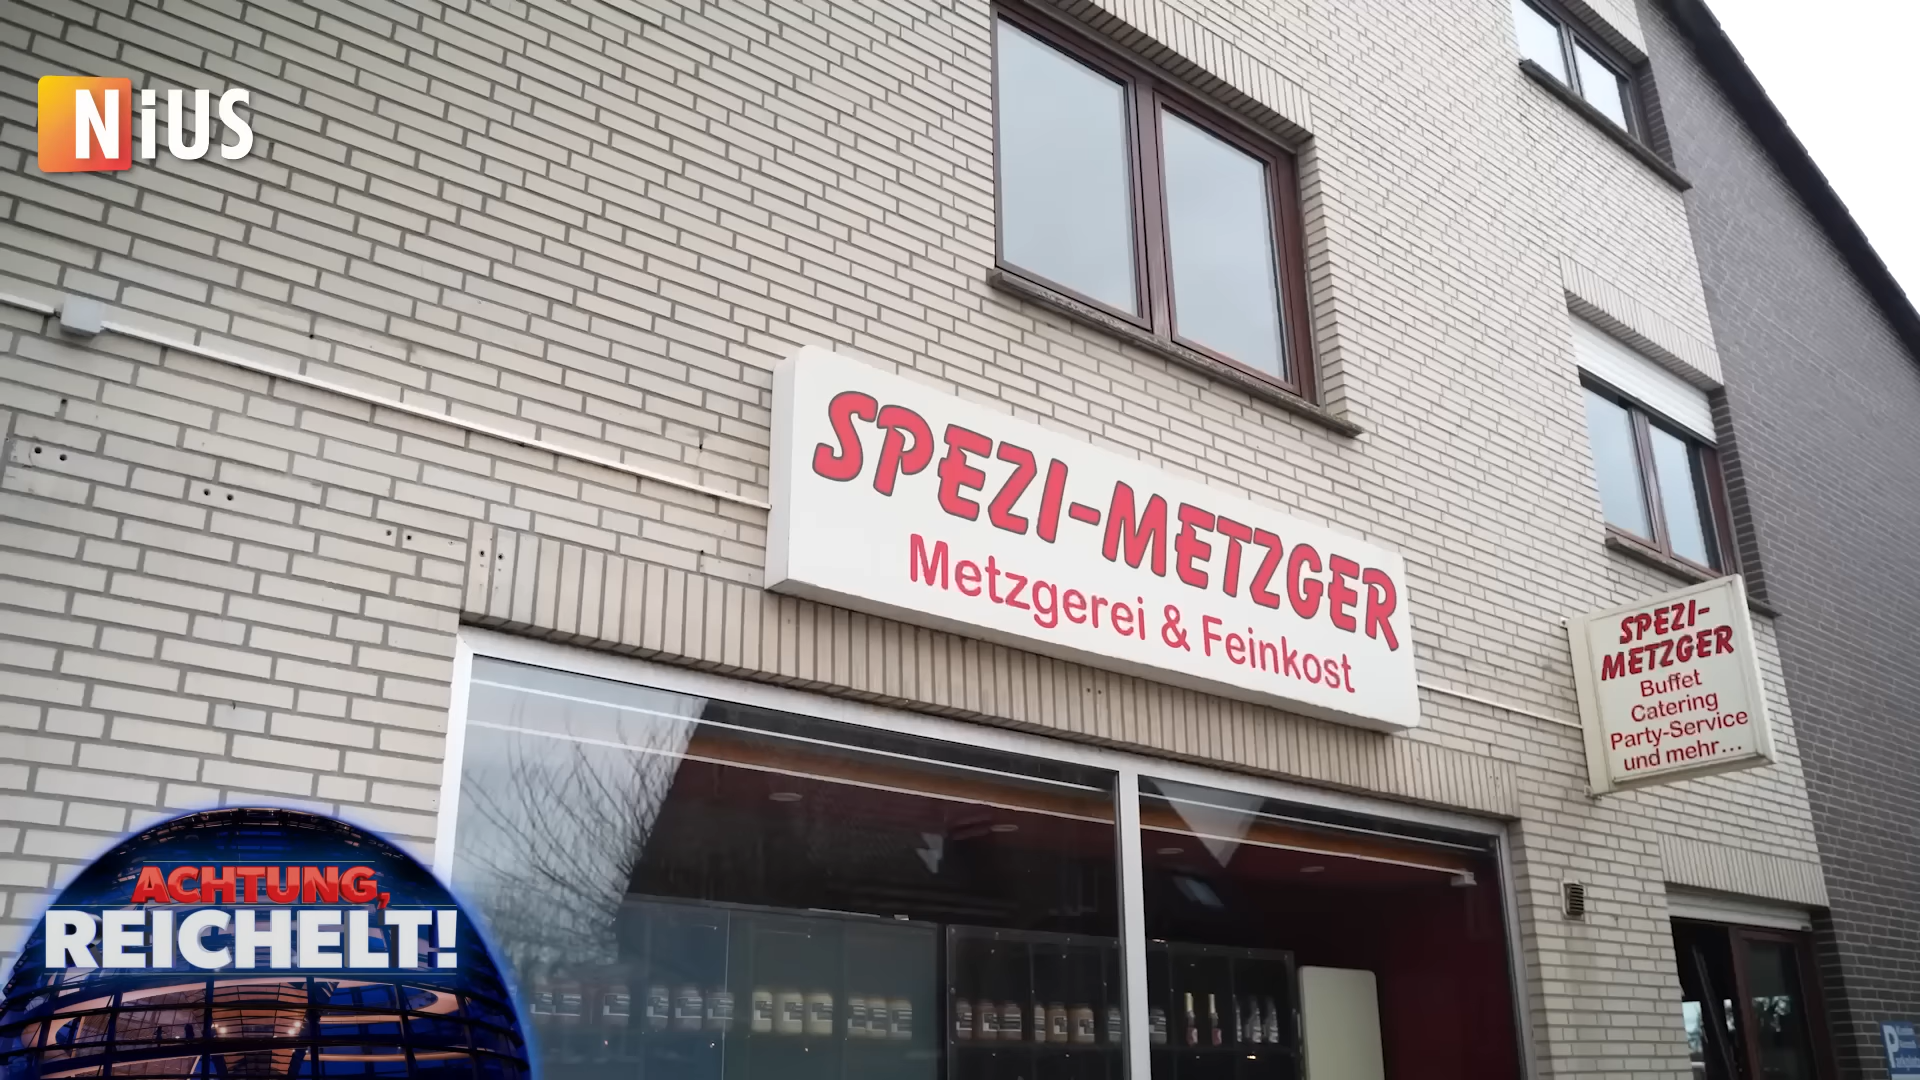 NiUS
SPEZI-METZGER
Metzgerei & Feinkost
SPEZI-
METZGER
Buffet
Catering
Party-Service
und mehr...
ACHTUNG,
REICHELT!